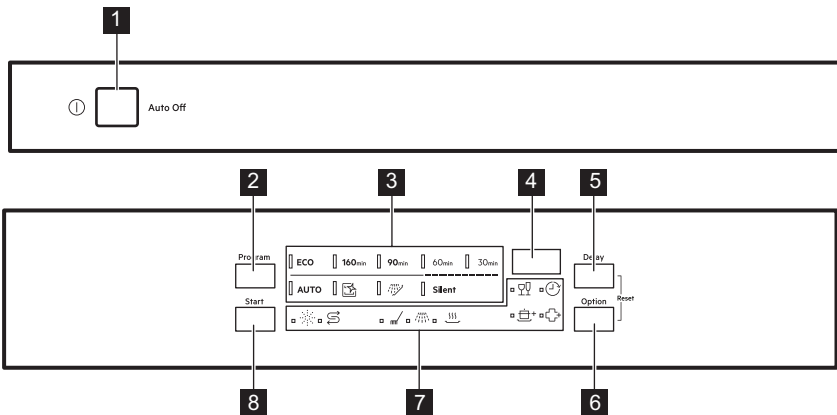 1
Auto Off
2 3 4 5
Program ECO 160min 90min 60min 30min Delay
AUTO Silent
Start Option Reset
8 7 6